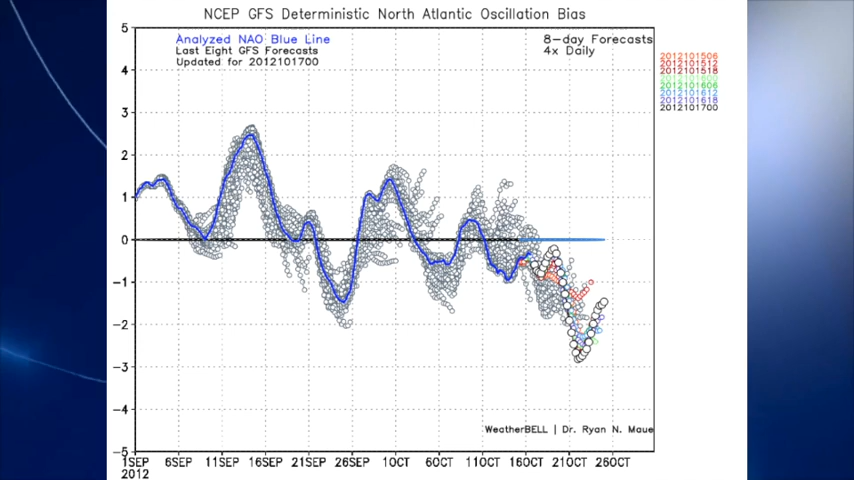 NCEP GFS Deterministic North Atlantic Oscillation Bias
Analyzed NAO Blue Line
Last Eight GFS Forecasts
Updated for 2012101700
8-day Forecasts
4x Daily
2012101506
2012101512
2012101518
2012101606
2012101612
2012101618
2012101700
5
4
3
2
1
0
-1
-2
-3
-4
-5
WeatherBELL | Dr. Ryan N. Maue
1SEP 6SEP 11SEP 16SEP 21SEP 26SEP 1OCT 6OCT 11OCT 16OCT 21OCT 26OCT
2012